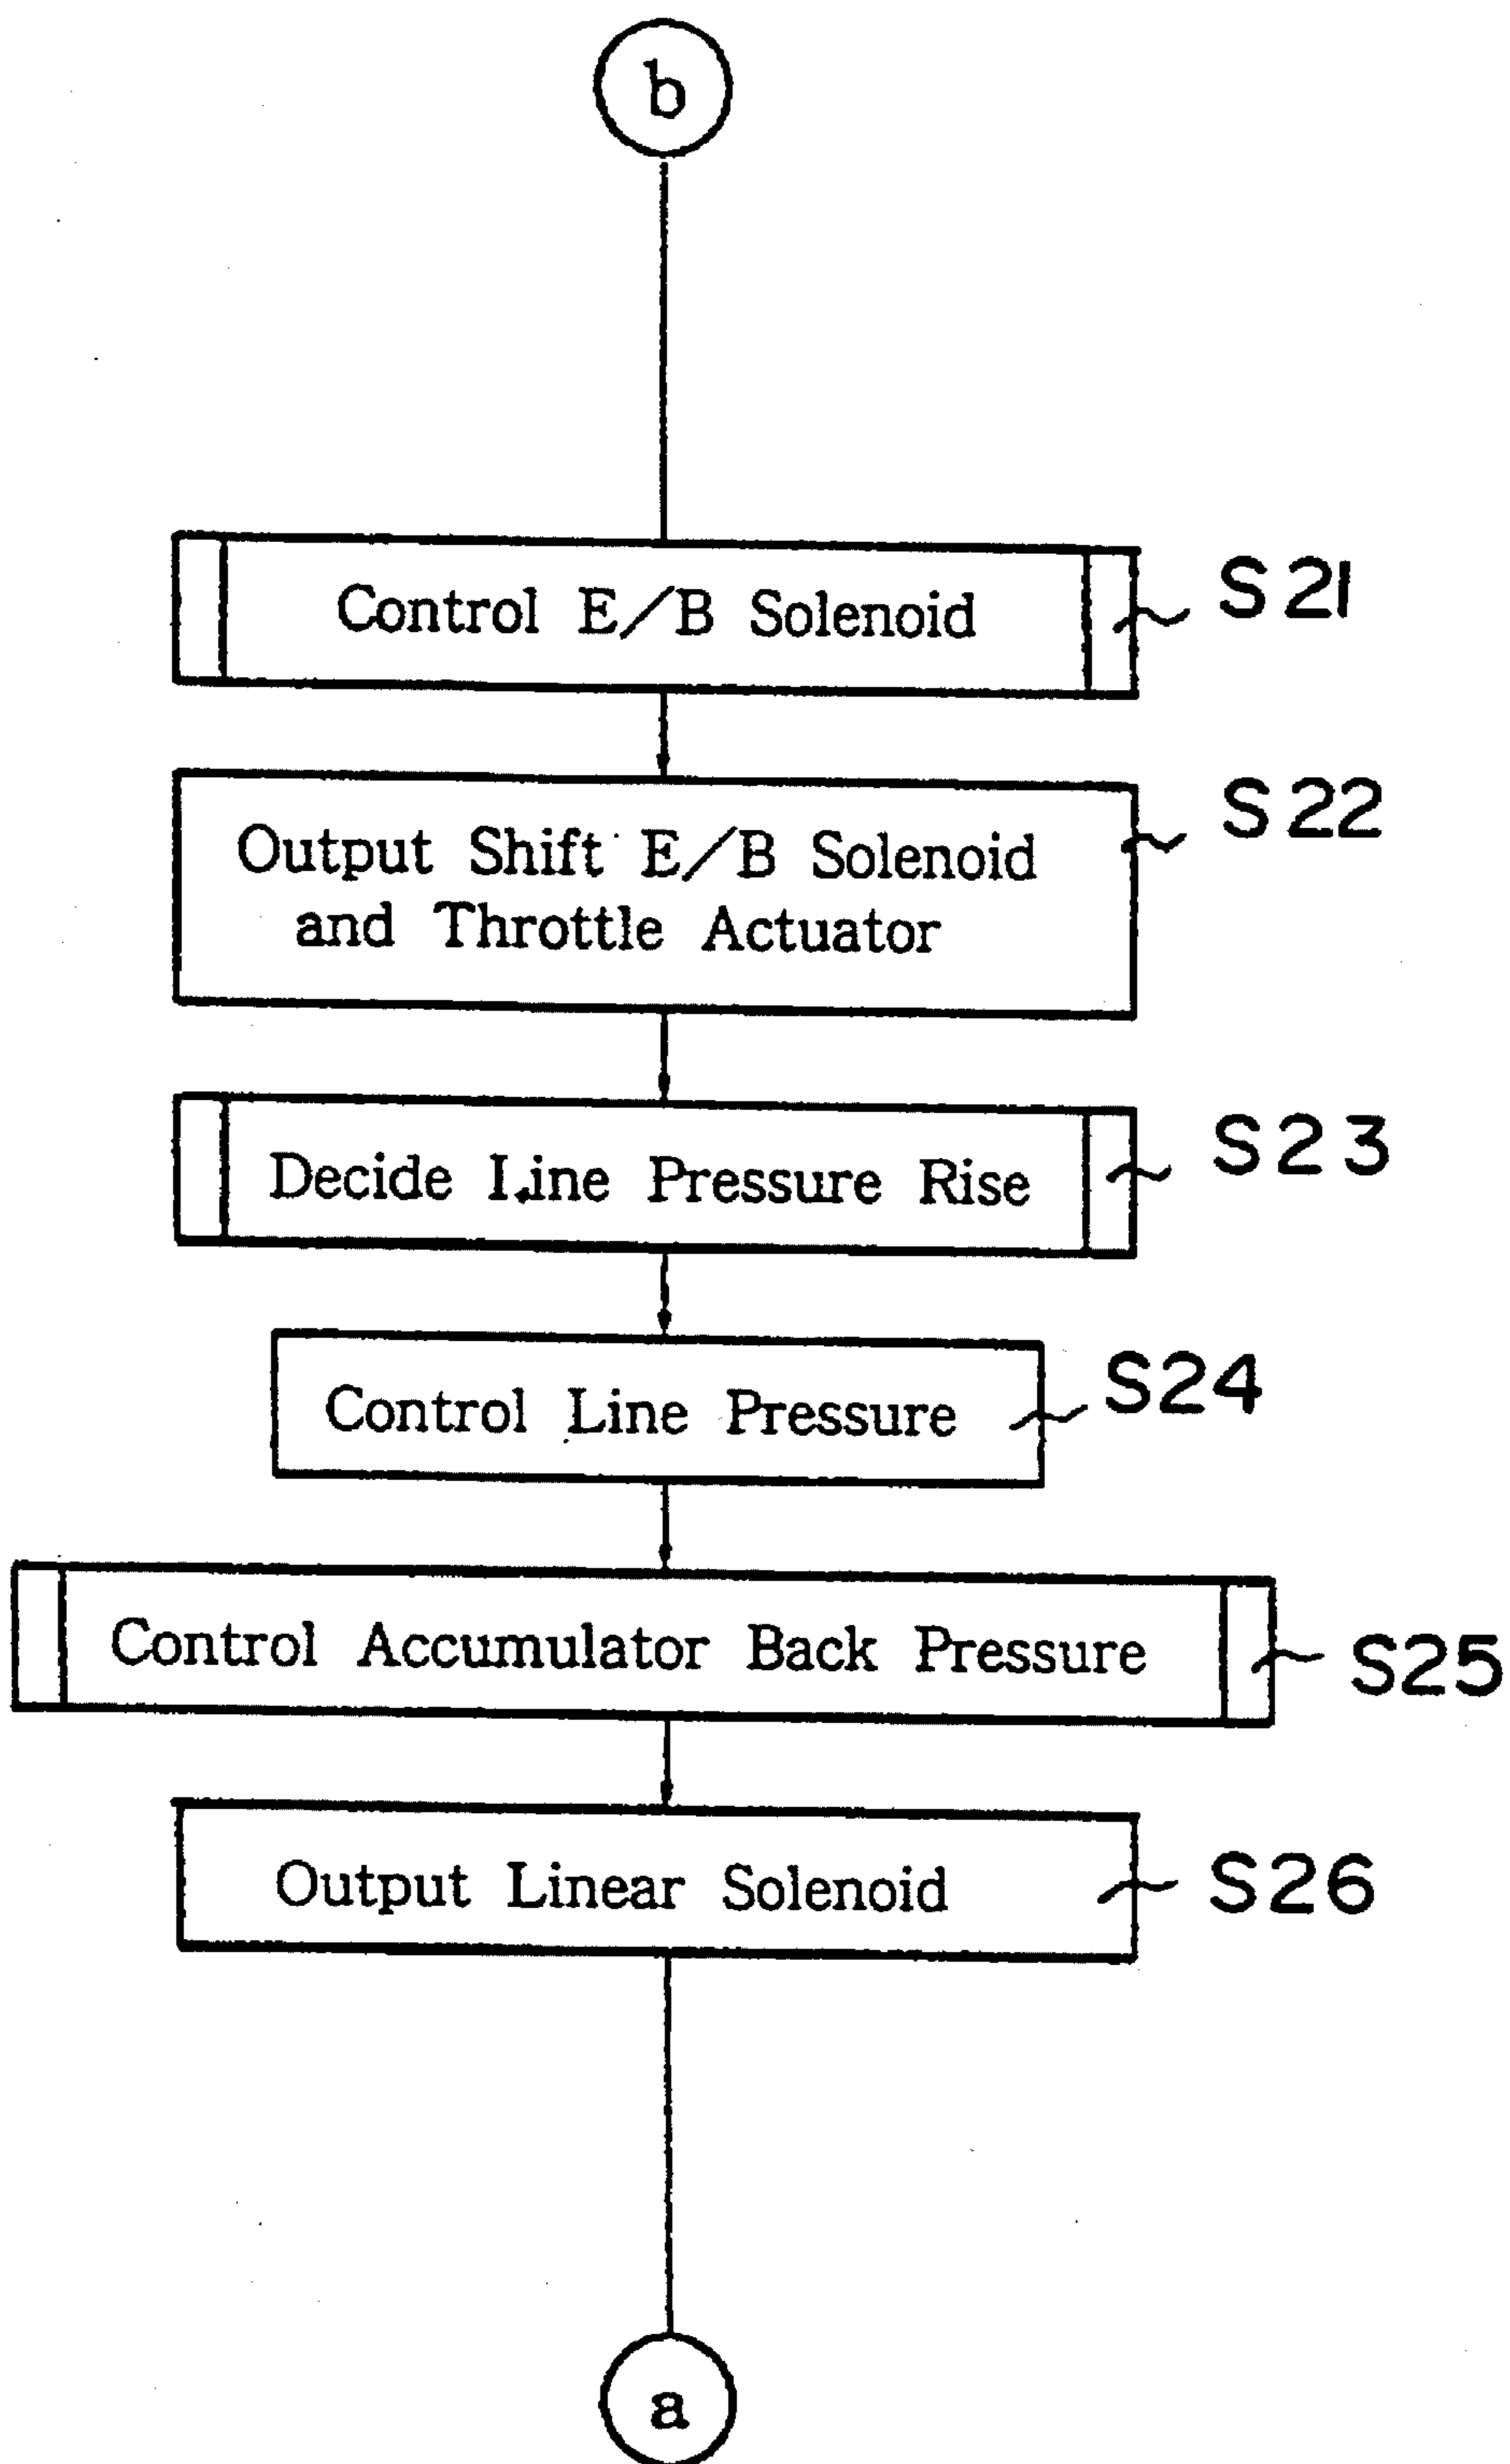 b
Control E/B Solenoid
S21
Output Shift E/B Solenoid
and Throttle Actuator
S22
Decide Line Pressure Rise
S23
Control Line Pressure
S24
Control Accumulator Back Pressure
S25
Output Linear Solenoid
S26
a